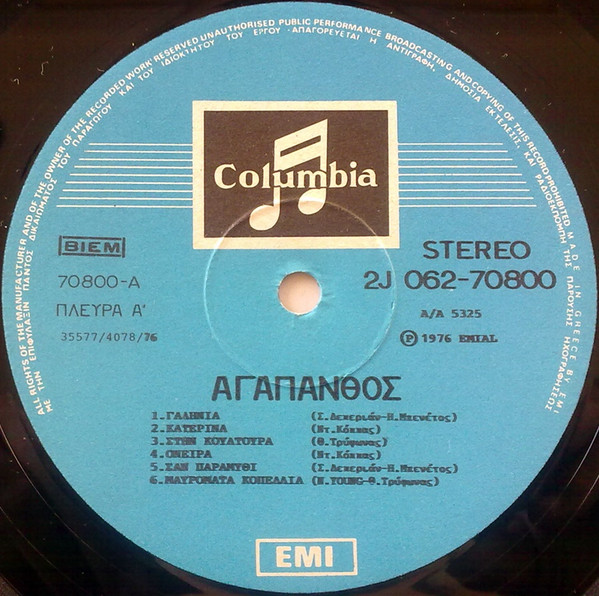 ALL RIGHTS OF THE MANUFACTURER AND OF THE OWNER OF THE RECORDED WORK RESERVED UNAUTHORISED PUBLIC PERFORMANCE BROADCASTING AND COPYING OF THIS RECORD PROHIBITED MADE IN GREECE BY EMI
ΜΕ ΤΗΝ ΕΠΙΦΥΛΑΞΙΝ ΠΑΝΤΟΣ ΔΙΚΑΙΩΜΑΤΟΣ ΤΟΥ ΠΑΡΑΓΩΓΟΥ ΚΑΙ ΤΟΥ ΙΔΙΟΚΤΗΤΟΥ ΤΟΥ ΕΡΓΟΥ - ΑΠΑΓΟΡΕΥΕΤΑΙ Η ΑΝΤΙΓΡΑΦΗ, ΔΗΜΟΣΙΑ ΕΚΤΕΛΕΣΙΣ, ΚΑΙ ΡΑΔΙΟΕΚΠΟΜΠΗ ΤΗΣ ΠΑΡΟΥΣΗΣ ΗΧΟΓΡΑΦΗΣΕΩΣ
Columbia
BIEM
STEREO
70800-A
2J 062-70800
ΠΛΕΥΡΑ Α'
A/A 5325
35577/4078/76
Ⓟ 1976 EMIAL
ΑΓΑΠΑΝΘΟΣ
1.ΓΑΛΗΝΙΑ (Σ.Δεκεριάν-Η.Μπενέτος)
2.ΚΑΤΕΡΙΝΑ (Ντ.Κόκκας)
3.ΣΤΗΝ ΚΟΥΛΤΟΥΡΑ (Θ.Τρύφωνας)
4.ΟΝΕΙΡΑ (Ντ.Κόκκας)
5.ΣΑΝ ΠΑΡΑΜΥΘΙ (Σ.Δεκεριάν-Η.Μπενέτος)
6.ΜΑΥΡΟΜΑΤΑ ΚΟΠΕΛΛΙΑ (N.YOUNG-Θ.Τρύφωνας)
EMI